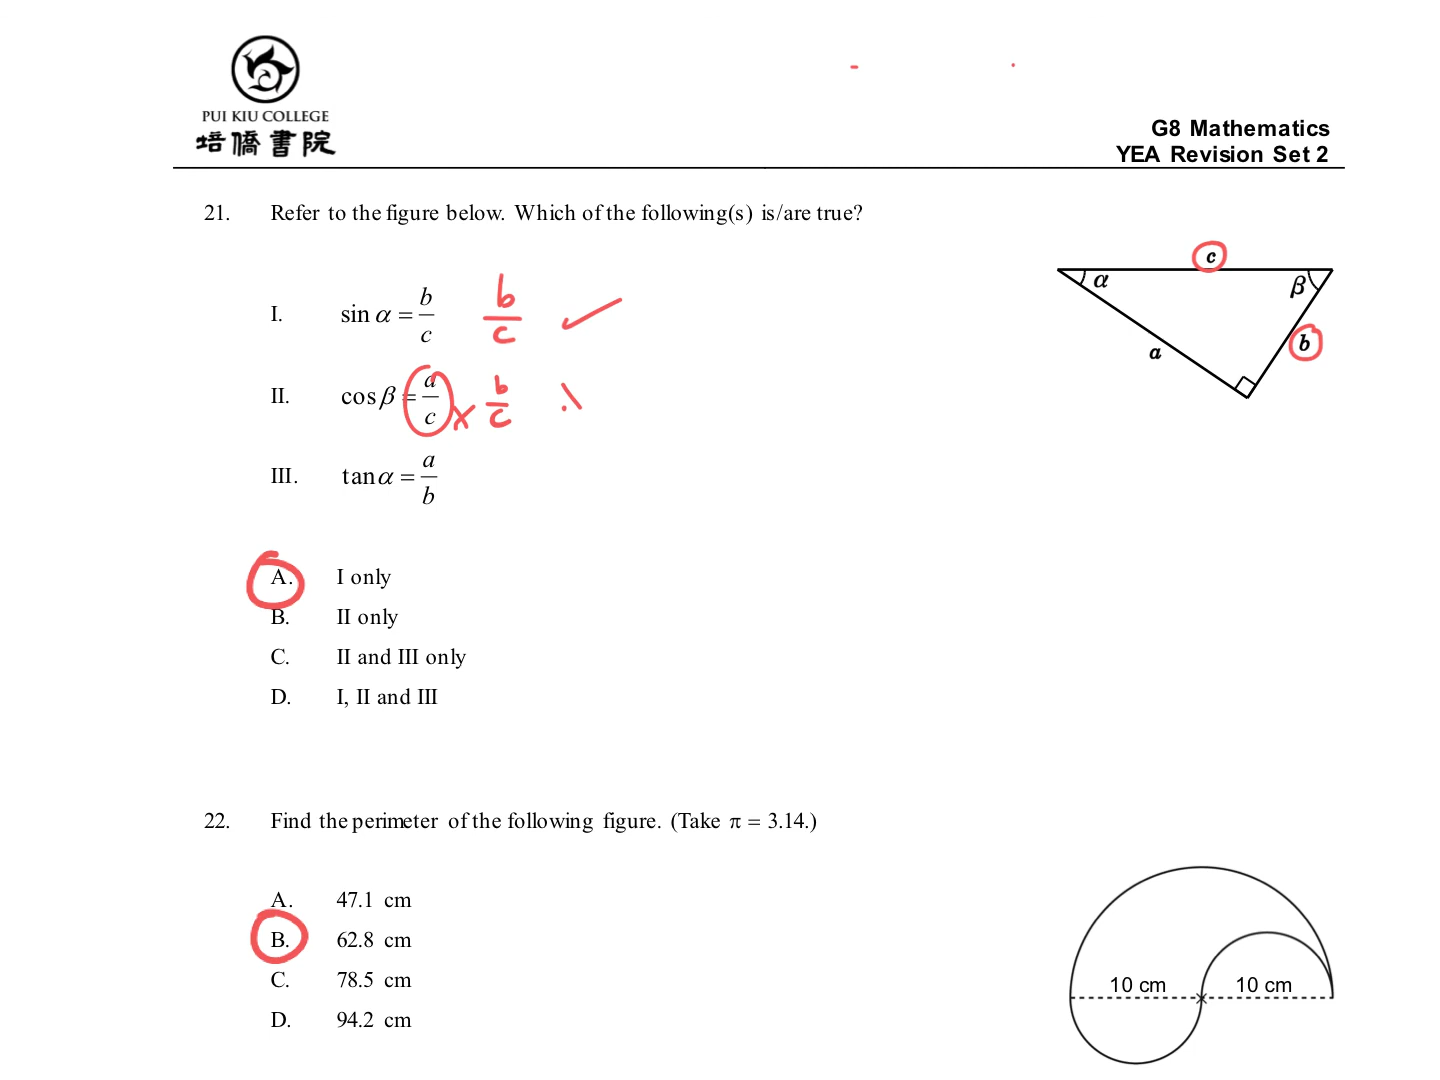 PUI KIU COLLEGE
培僑書院
G8 Mathematics
YEA Revision Set 2
21. Refer to the figure below. Which of the following(s) is/are true?
I. sin α = b/c b/c ✓
II. cos β = a/c × b/c
III. tan α = a/b
c
α
β
a
b
A. I only
B. II only
C. II and III only
D. I, II and III
22. Find the perimeter of the following figure. (Take π = 3.14.)
A. 47.1 cm
B. 62.8 cm
C. 78.5 cm
D. 94.2 cm
10 cm 10 cm